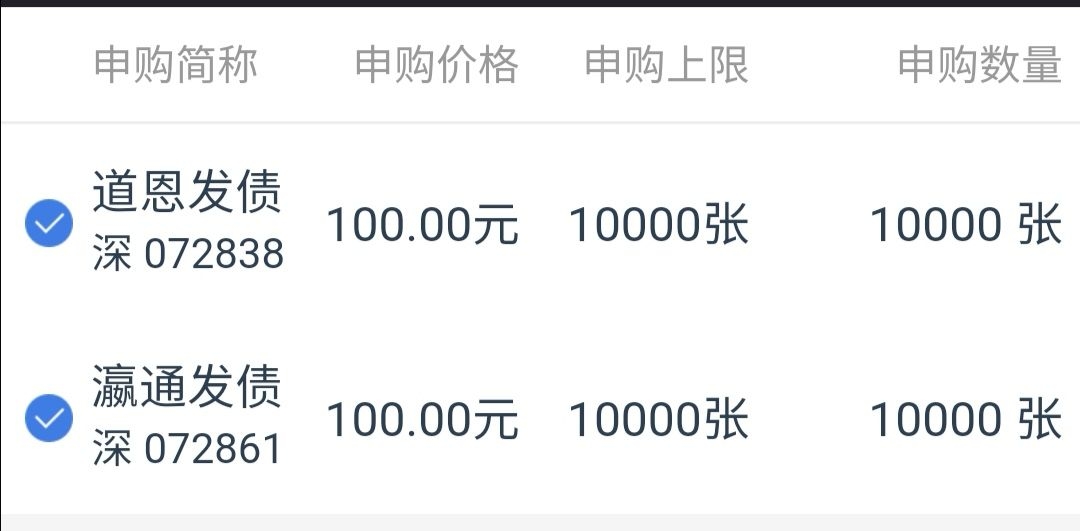 申购简称 申购价格 申购上限 申购数量
道恩发债
深 072838 100.00元 10000张 10000 张
瀛通发债
深 072861 100.00元 10000张 10000 张